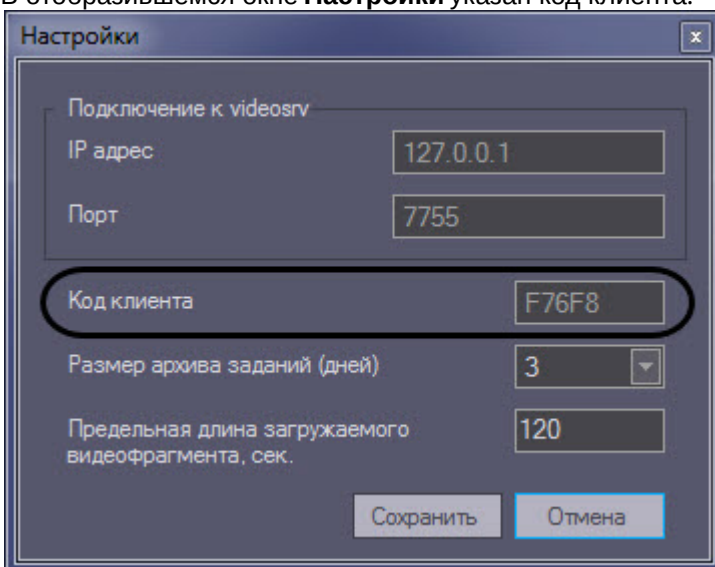 В отобразившемся окне Настройки указан код клиента.
Настройки
x
Подключение к videosrv
IP адрес
127.0.0.1
Порт
7755
Код клиента
F76F8
Размер архива заданий (дней)
3
Предельная длина загружаемого
видеофрагмента, сек.
120
Сохранить
Отмена